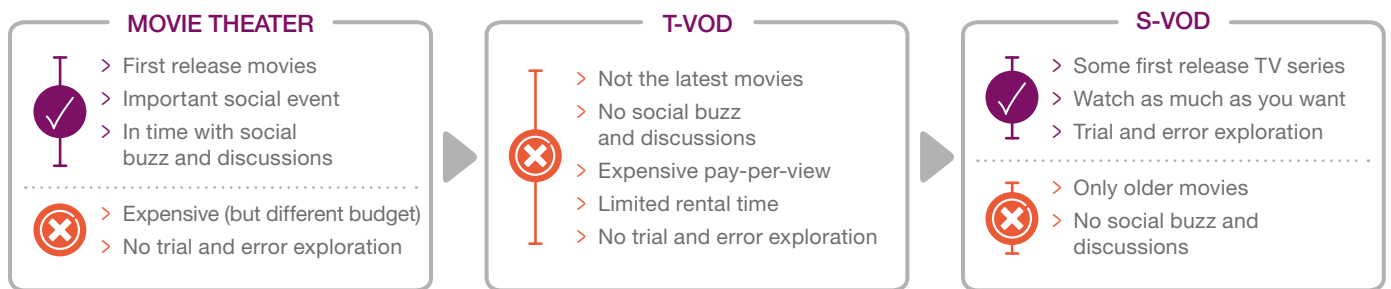 MOVIE THEATER
> First release movies
> Important social event
> In time with social
buzz and discussions
> Expensive (but different budget)
> No trial and error exploration
T-VOD
> Not the latest movies
> No social buzz
and discussions
> Expensive pay-per-view
> Limited rental time
> No trial and error exploration
S-VOD
> Some first release TV series
> Watch as much as you want
> Trial and error exploration
> Only older movies
> No social buzz and
discussions